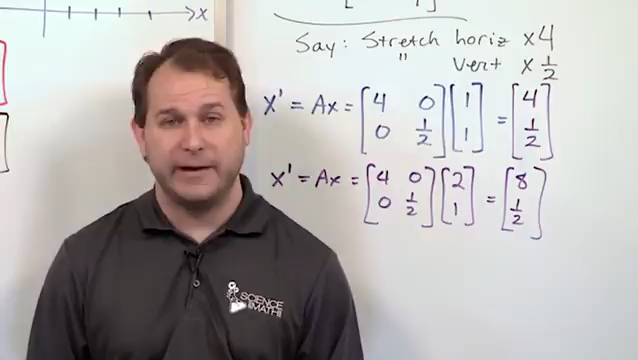 x
Say: Stretch horiz x4
" vert x 1/2
x' = Ax = [4 0; 0 1/2] [1; 1] = [4; 1/2]
x' = Ax = [4 0; 0 1/2] [2; 1] = [8; 1/2]
SCIENCE
MATH